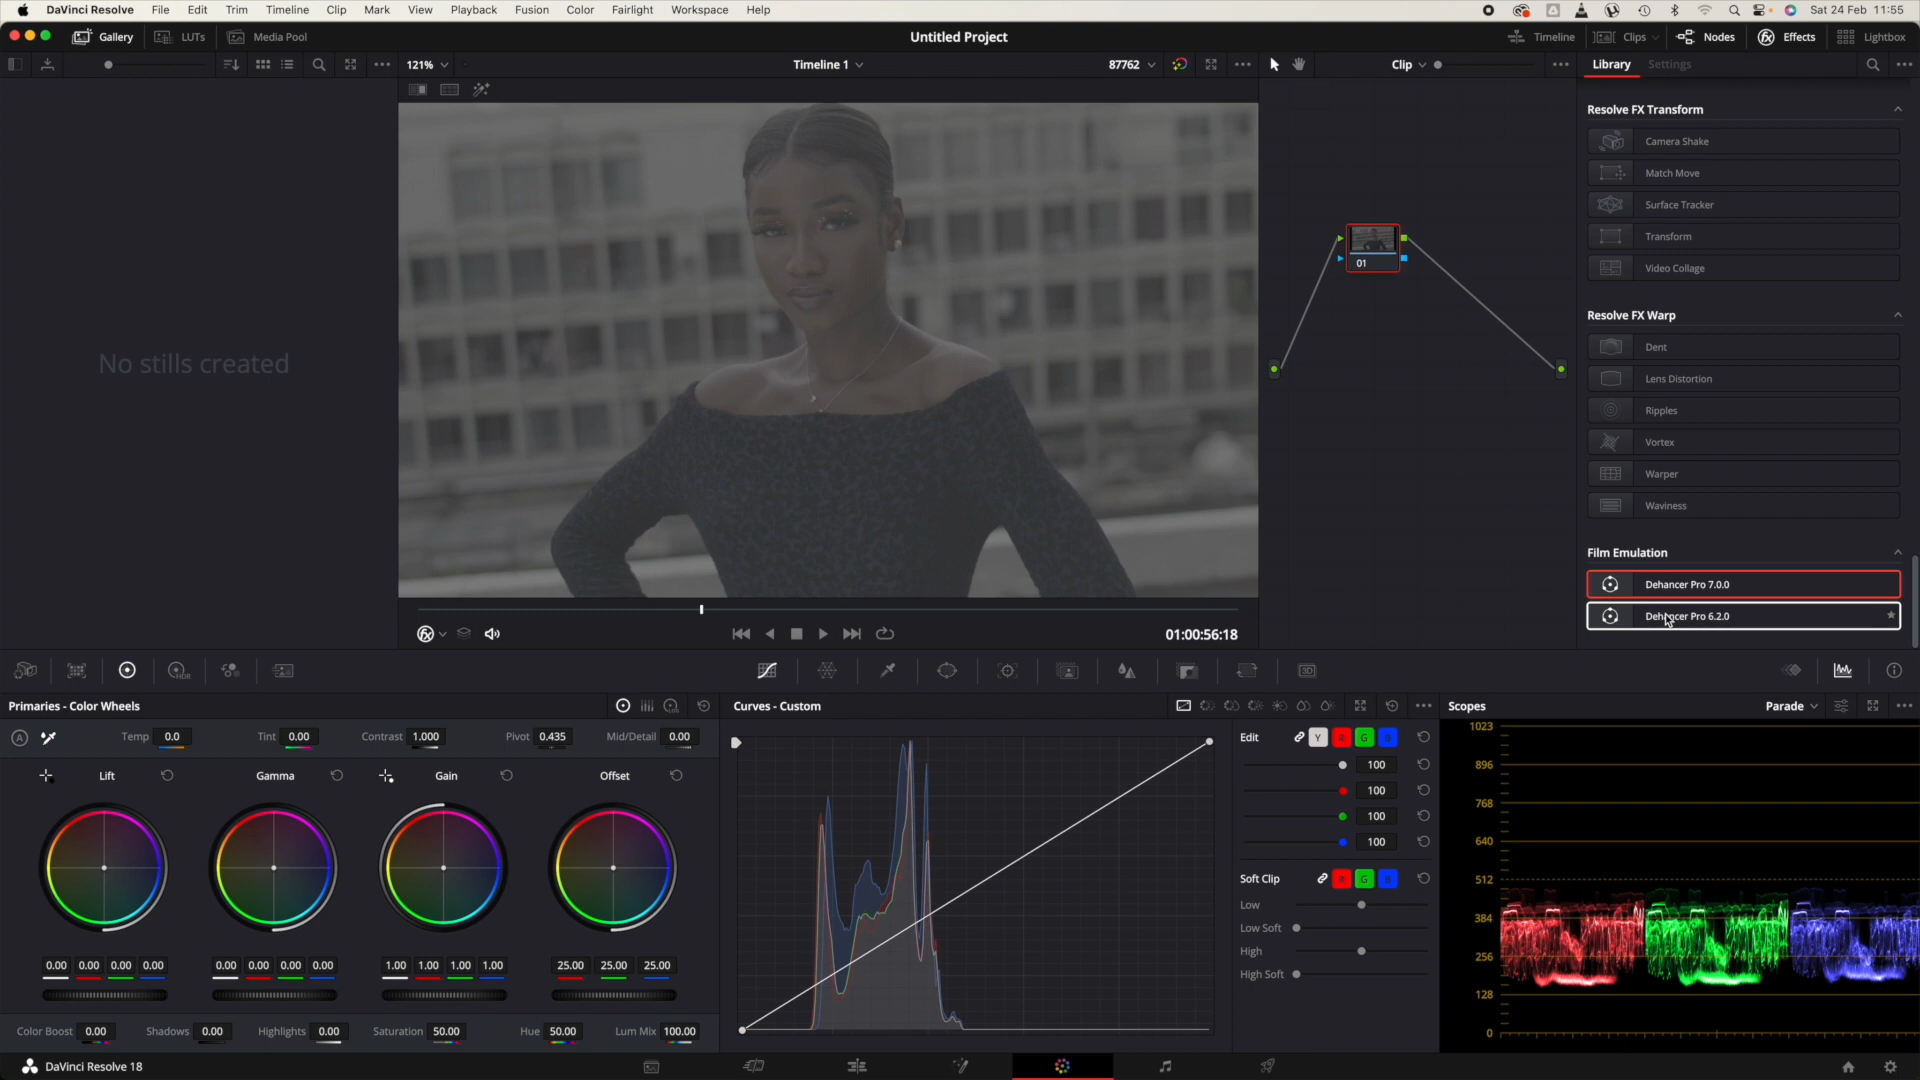 DaVinci Resolve File Edit Trim Timeline Clip Mark View Playback Fusion Color Fairlight Workspace Help Sat 24 Feb 11:55
Gallery LUTs Media Pool Untitled Project Timeline Clips Nodes Effects Lightbox
121% Timeline 1 87762 Clip Library Settings
Resolve FX Transform
Camera Shake
Match Move
Surface Tracker
Transform
Video Collage
Resolve FX Warp
Dent
Lens Distortion
Ripples
Vortex
Warper
Waviness
Film Emulation
Dehancer Pro 7.0.0
Dehancer Pro 6.2.0
No stills created
01
01:00:56:18
HDR
3D
Primaries - Color Wheels
Temp 0.0 Tint 0.00 Contrast 1.000 Pivot 0.435 Mid/Detail 0.00
A
Lift Gamma Gain Offset
0.00 0.00 0.00 0.00 0.00 0.00 0.00 0.00 1.00 1.00 1.00 1.00 25.00 25.00 25.00
Color Boost 0.00 Shadows 0.00 Highlights 0.00 Saturation 50.00 Hue 50.00 Lum Mix 100.00
Curves - Custom
Edit Y R G B
100
100
100
100
Soft Clip R G B
Low
Low Soft
High
High Soft
Scopes Parade
1023
896
768
640
512
384
256
128
0
DaVinci Resolve 18